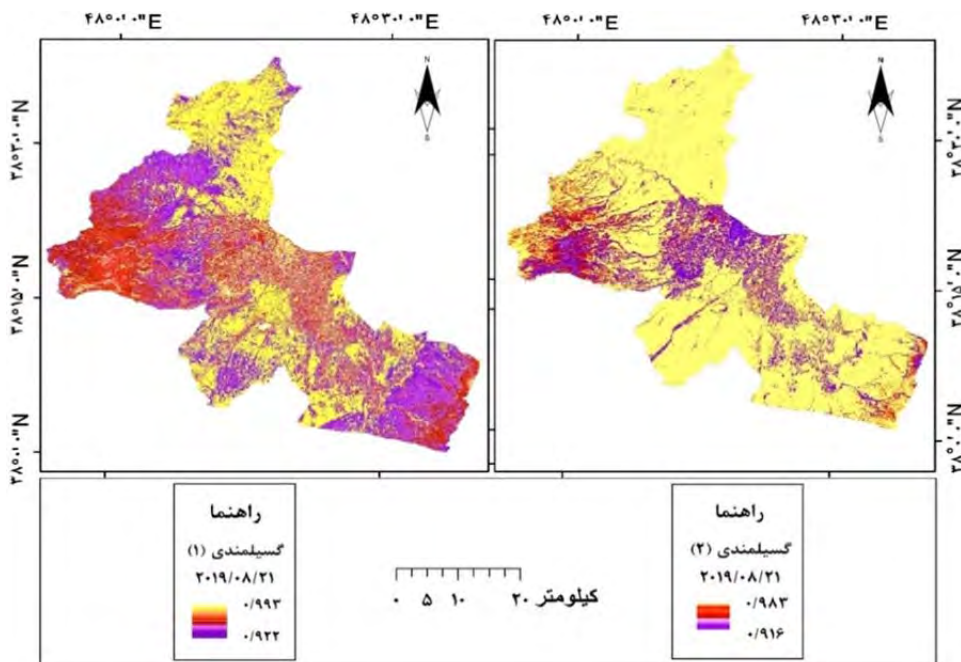 ۴۸°۰'۰"E
۴۸°۳۰'۰"E
۴۸°۰'۰"E
۴۸°۳۰'۰"E
N
S
N
S
۳۸°۳۰'۰"N
۳۸°۱۵'۰"N
۳۸°۰'۰"N
۳۸°۳۰'۰"N
۳۸°۱۵'۰"N
۳۸°۰'۰"N
راهنما
گسیلمندی (۱)
۲۰۱۹/۰۸/۲۱
۰/۹۹۳
۰/۹۲۲
۰ ۵ ۱۰ ۲۰ کیلومتر
راهنما
گسیلمندی (۲)
۲۰۱۹/۰۸/۲۱
۰/۹۸۳
۰/۹۱۶